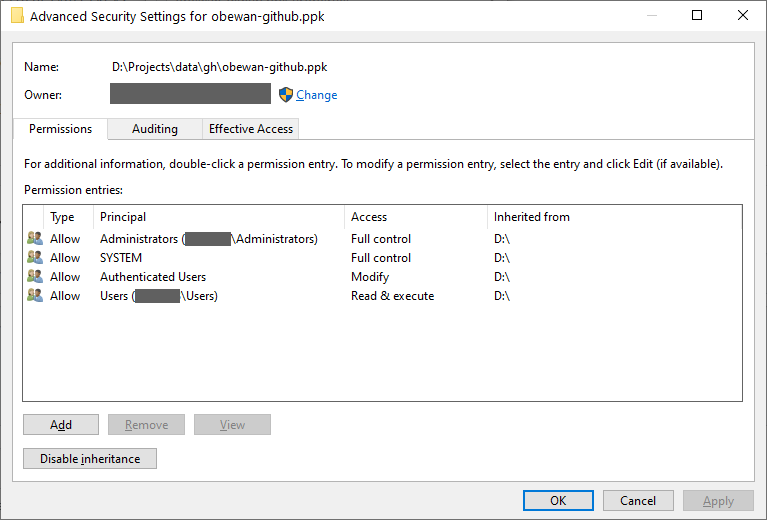 Advanced Security Settings for obewan-github.ppk
Name: D:\Projects\data\gh\obewan-github.ppk
Owner: Change
Permissions Auditing Effective Access
For additional information, double-click a permission entry. To modify a permission entry, select the entry and click Edit (if available).
Permission entries:
Type Principal Access Inherited from
Allow Administrators ( \Administrators) Full control D:\
Allow SYSTEM Full control D:\
Allow Authenticated Users Modify D:\
Allow Users ( \Users) Read & execute D:\
Add Remove View
Disable inheritance
OK Cancel Apply